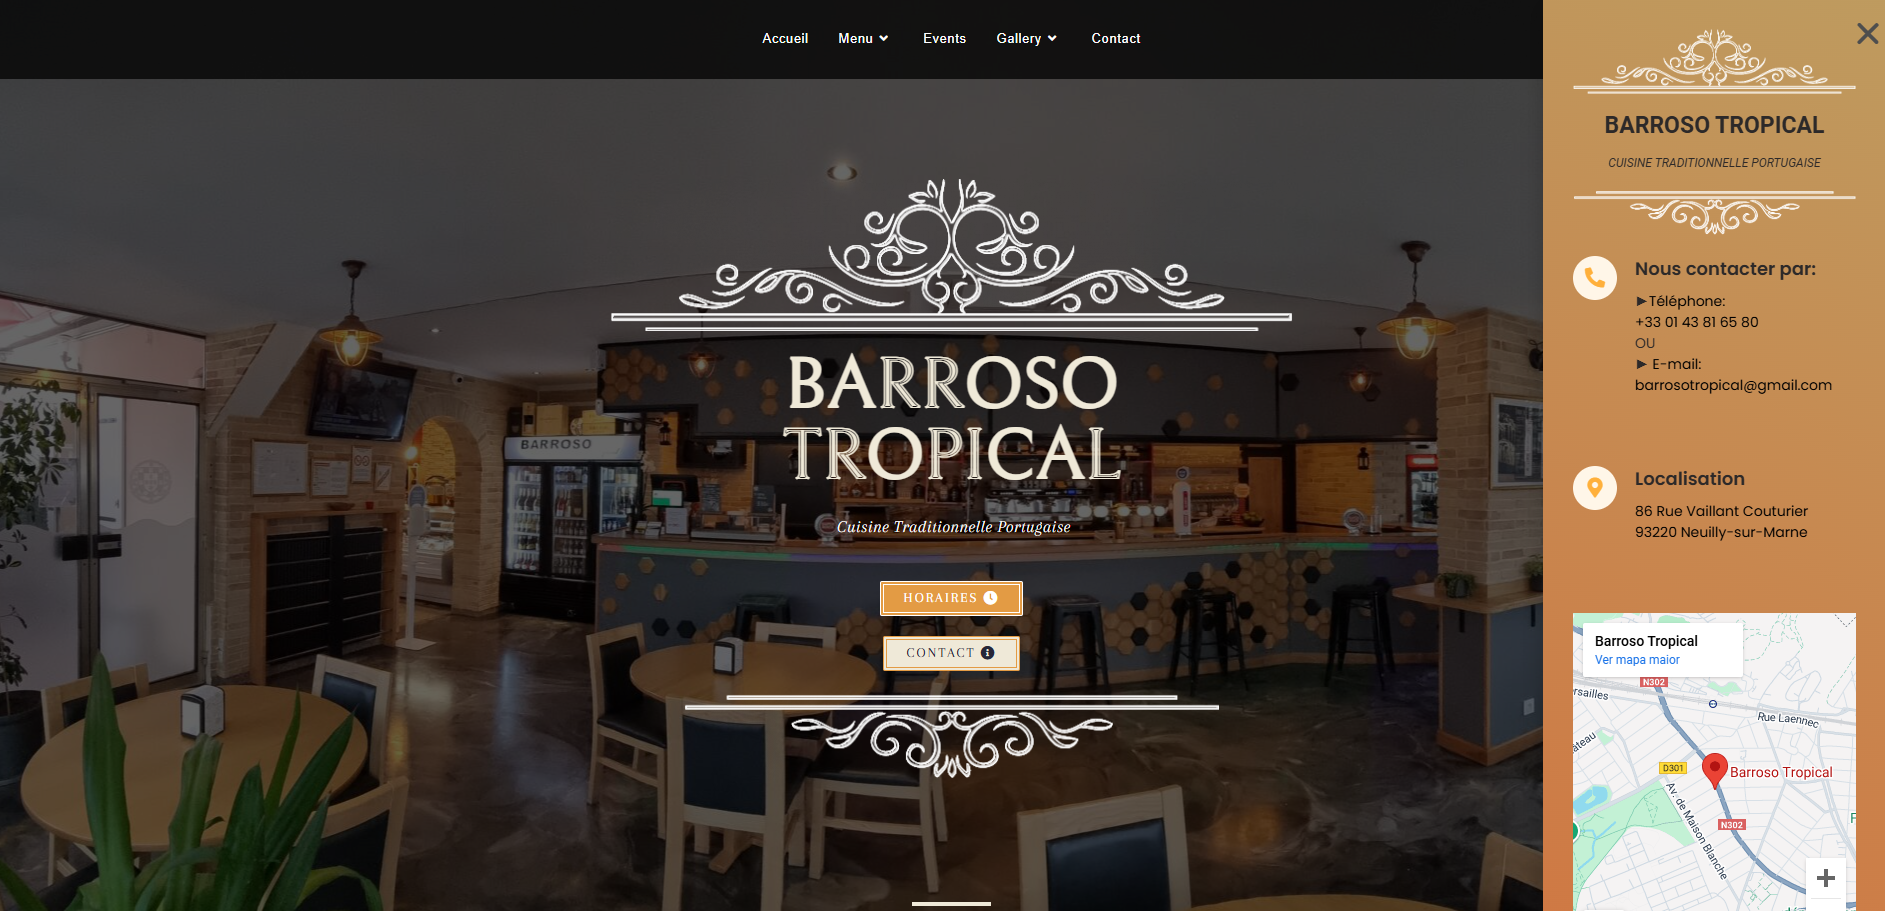 Accueil
Menu
Events
Gallery
Contact
BARROSO
TROPICAL
Cuisine Traditionnelle Portugaise
HORAIRES
CONTACT
BARROSO
BARROSO TROPICAL
CUISINE TRADITIONNELLE PORTUGAISE
Nous contacter par:
►Téléphone:
+33 01 43 81 65 80
OU
► E-mail:
barrosotropical@gmail.com
Localisation
86 Rue Vaillant Couturier
93220 Neuilly-sur-Marne
Barroso Tropical
Ver mapa maior
N302
rsailles
Rue Laennec
âteau
D301
Barroso Tropical
Av. de Maison Blanche
N302